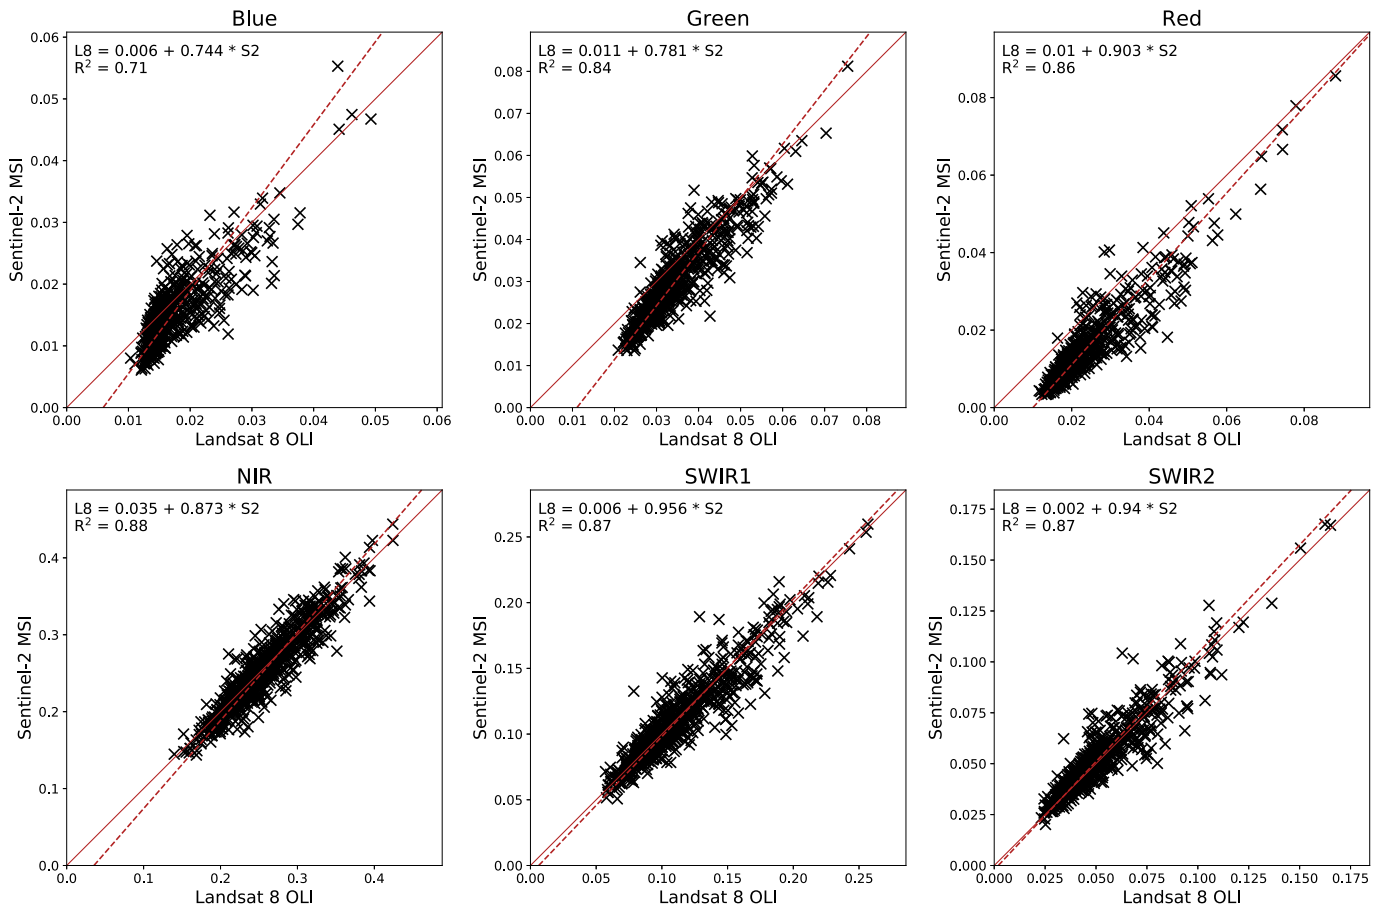 Blue
L8 = 0.006 + 0.744 * S2
R² = 0.71
Sentinel-2 MSI
0.06
0.05
0.04
0.03
0.02
0.01
0.00
0.00 0.01 0.02 0.03 0.04 0.05 0.06
Landsat 8 OLI
Green
L8 = 0.011 + 0.781 * S2
R² = 0.84
Sentinel-2 MSI
0.08
0.07
0.06
0.05
0.04
0.03
0.02
0.01
0.00
0.00 0.01 0.02 0.03 0.04 0.05 0.06 0.07 0.08
Landsat 8 OLI
Red
L8 = 0.01 + 0.903 * S2
R² = 0.86
Sentinel-2 MSI
0.08
0.06
0.04
0.02
0.00
0.00 0.02 0.04 0.06 0.08
Landsat 8 OLI
NIR
L8 = 0.035 + 0.873 * S2
R² = 0.88
Sentinel-2 MSI
0.4
0.3
0.2
0.1
0.0
0.0 0.1 0.2 0.3 0.4
Landsat 8 OLI
SWIR1
L8 = 0.006 + 0.956 * S2
R² = 0.87
Sentinel-2 MSI
0.25
0.20
0.15
0.10
0.05
0.00
0.00 0.05 0.10 0.15 0.20 0.25
Landsat 8 OLI
SWIR2
L8 = 0.002 + 0.94 * S2
R² = 0.87
Sentinel-2 MSI
0.175
0.150
0.125
0.100
0.075
0.050
0.025
0.000
0.000 0.025 0.050 0.075 0.100 0.125 0.150 0.175
Landsat 8 OLI